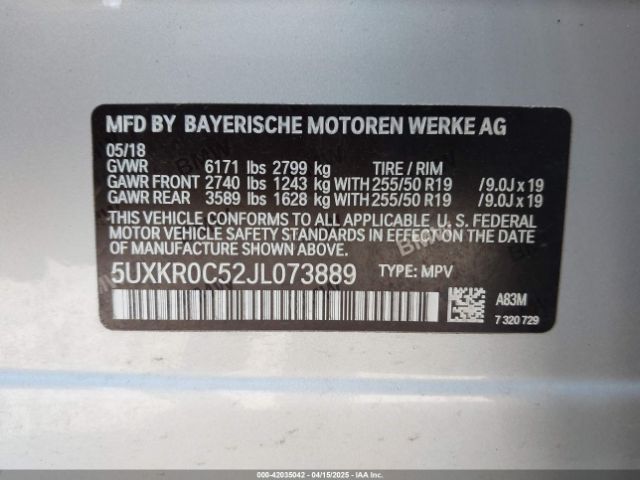 MFD BY BAYERISCHE MOTOREN WERKE AG
05/18
GVWR 6171 lbs 2799 kg TIRE / RIM
GAWR FRONT 2740 lbs 1243 kg WITH 255/50 R19 /9.0J x 19
GAWR REAR 3589 lbs 1628 kg WITH 255/50 R19 /9.0J x 19
THIS VEHICLE CONFORMS TO ALL APPLICABLE, U. S. FEDERAL
MOTOR VEHICLE SAFETY STANDARDS IN EFFECT
ON THE DATE OF MANUFACTURE SHOWN ABOVE.
5UXKR0C52JL073889 TYPE: MPV
A83M
7 320 729
000-42035042 04/15/2025 IAAI.COM